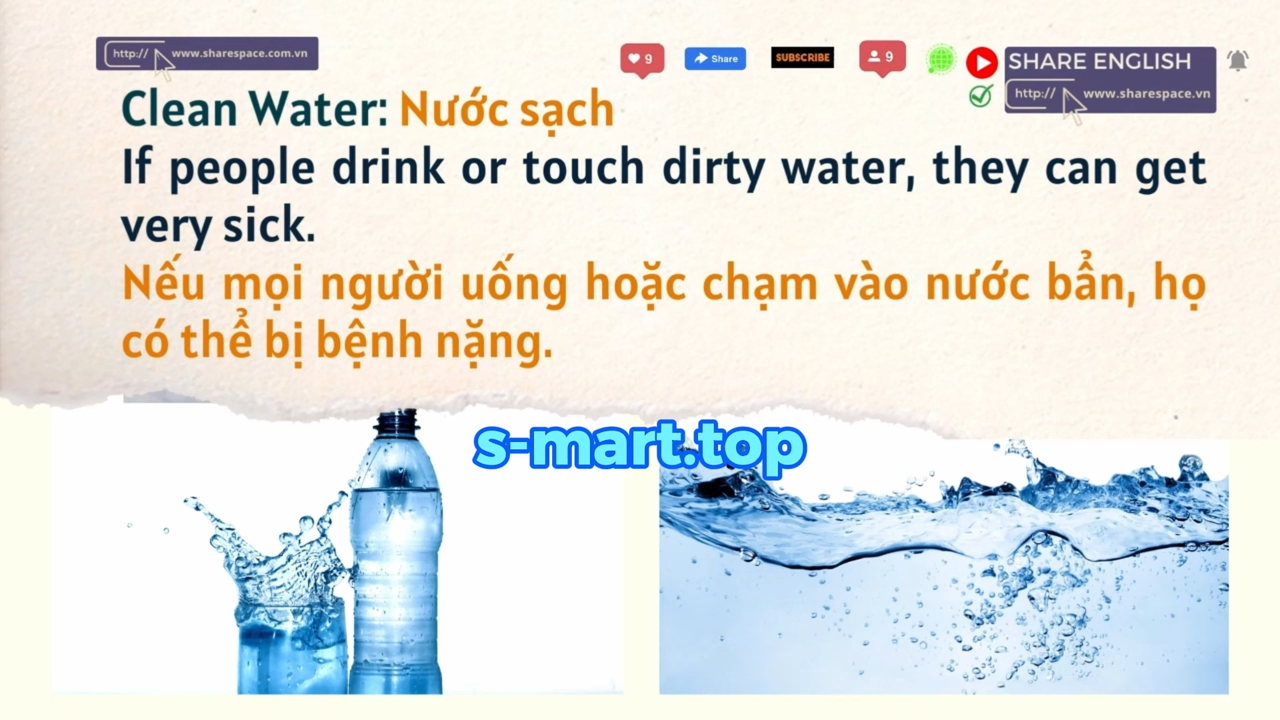 http:// www.sharespace.com.vn
9
Share
SUBSCRIBE
9
SHARE ENGLISH
http:// www.sharespace.vn
Clean Water: Nước sạch
If people drink or touch dirty water, they can get
very sick.
Nếu mọi người uống hoặc chạm vào nước bẩn, họ
có thể bị bệnh nặng.
s-mart.top